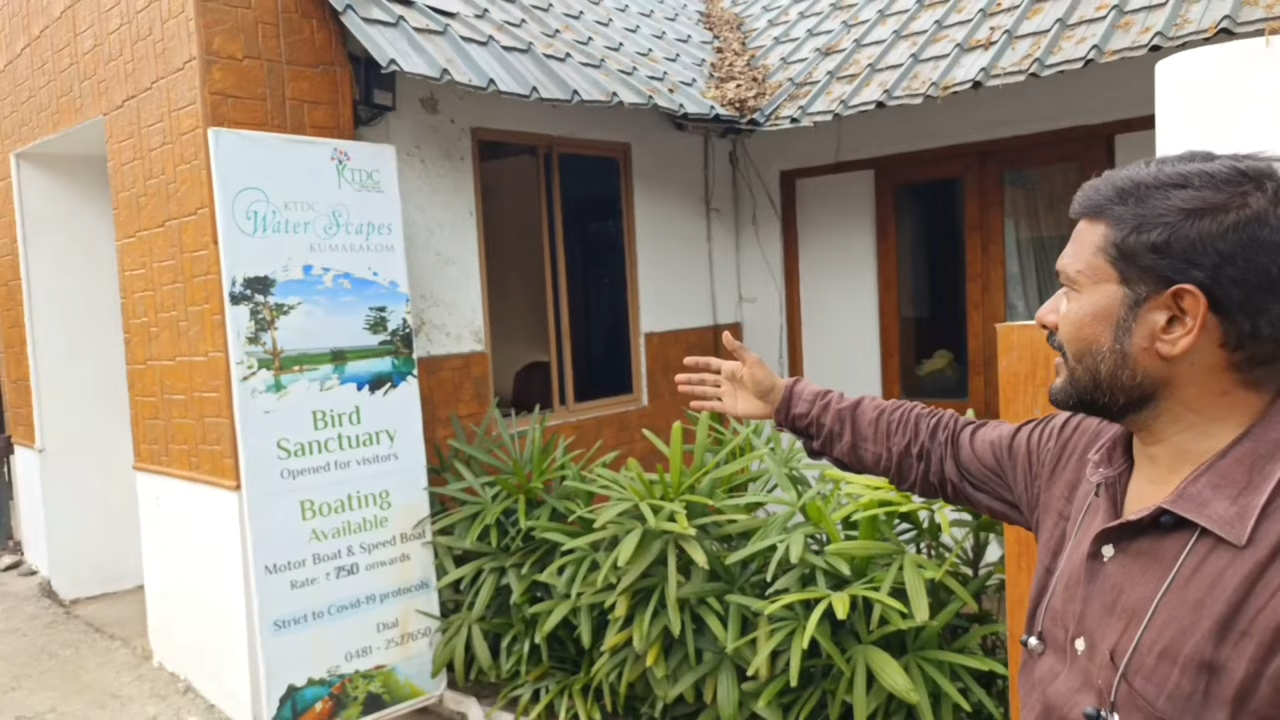 KTDC
KTDC
Water Scapes
KUMARAKOM
Bird
Sanctuary
Opened for visitors
Boating
Available
Motor Boat & Speed Boat
Rate: ₹ 750 onwards
Strict to Covid-19 protocols
Dial
0481 - 2527650